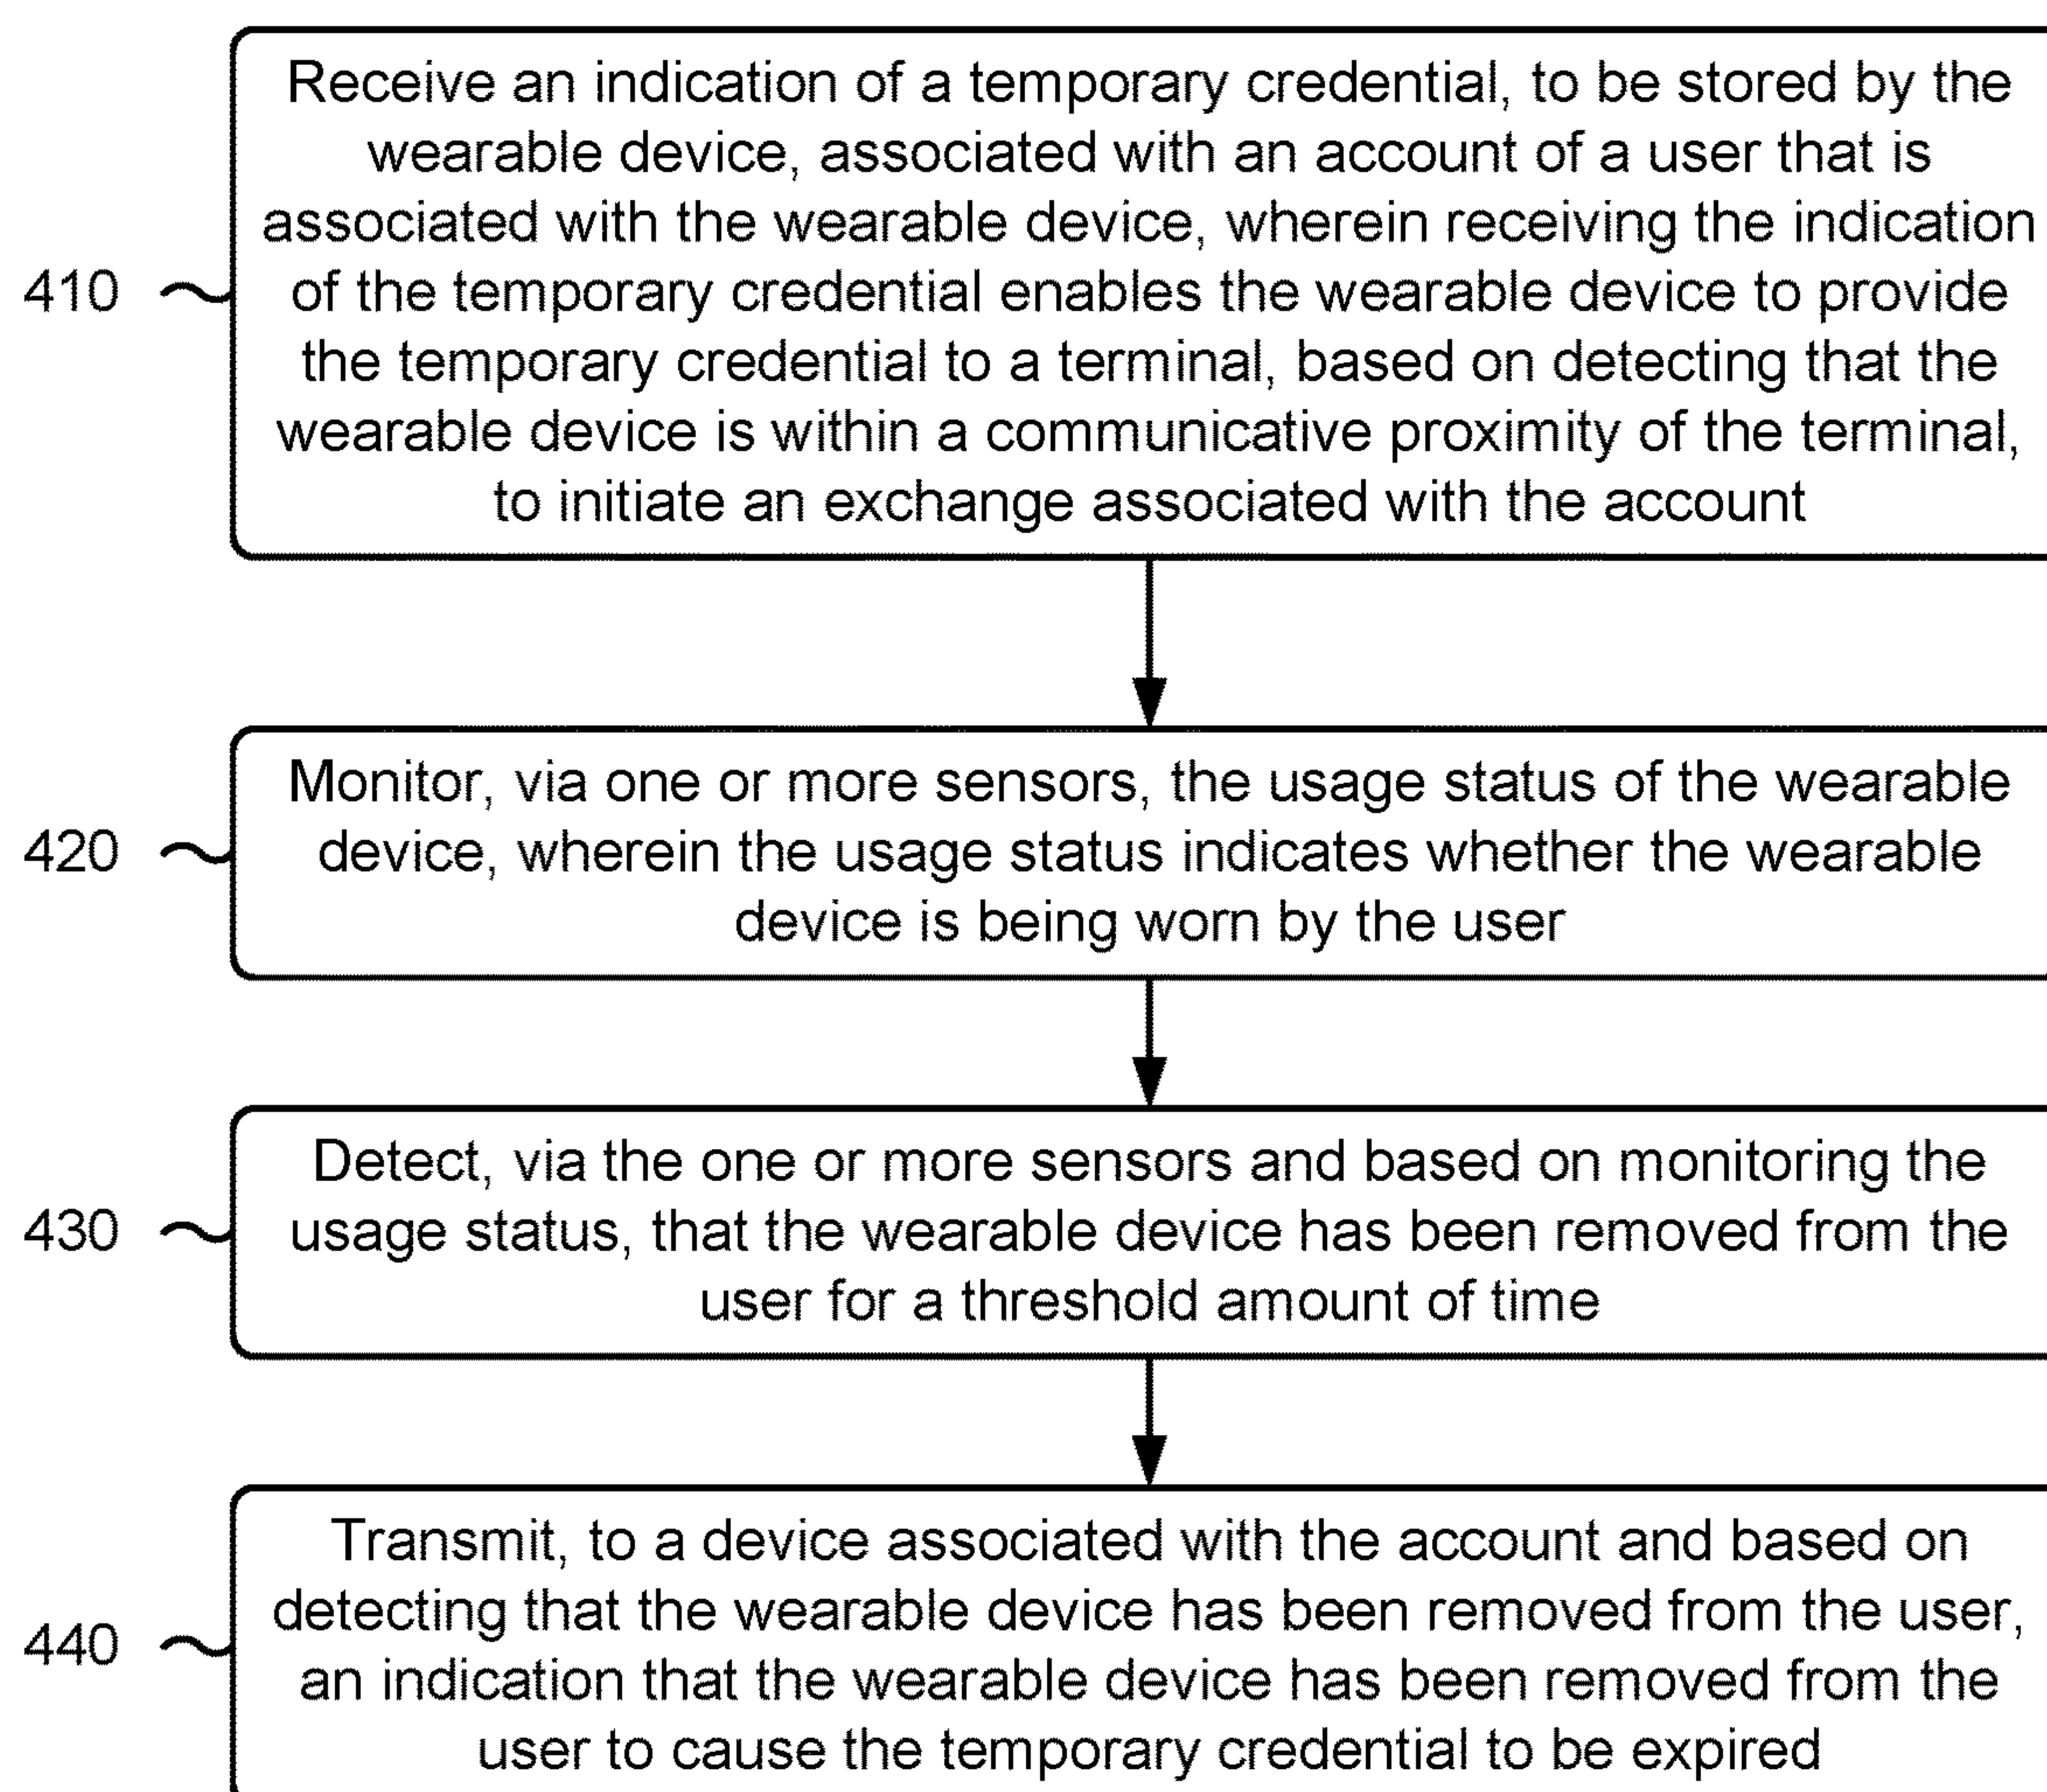 Receive an indication of a temporary credential, to be stored by the
wearable device, associated with an account of a user that is
associated with the wearable device, wherein receiving the indication
410
of the temporary credential enables the wearable device to provide
the temporary credential to a terminal, based on detecting that the
wearable device is within a communicative proximity of the terminal,
to initiate an exchange associated with the account
Monitor, via one or more sensors, the usage status of the wearable
420
device, wherein the usage status indicates whether the wearable
device is being worn by the user
Detect, via the one or more sensors and based on monitoring the
430
usage status, that the wearable device has been removed from the
user for a threshold amount of time
Transmit, to a device associated with the account and based on
detecting that the wearable device has been removed from the user,
440
an indication that the wearable device has been removed from the
user to cause the temporary credential to be expired